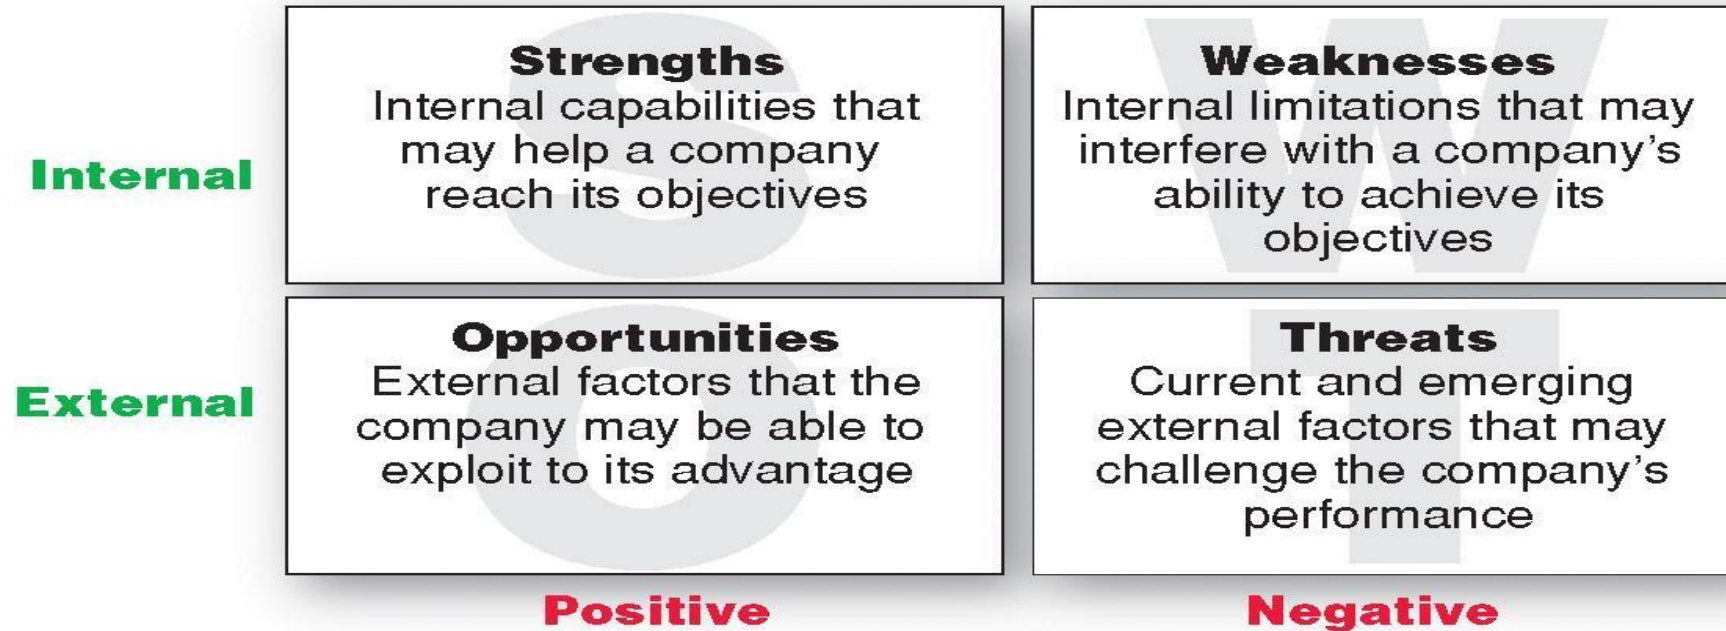 Strengths
Internal capabilities that
may help a company
reach its objectives
Weaknesses
Internal limitations that may
interfere with a company’s
ability to achieve its
objectives
Internal
Opportunities
External factors that the
company may be able to
exploit to its advantage
Threats
Current and emerging
external factors that may
challenge the company’s
performance
External
Positive
Negative
S
W
O
T